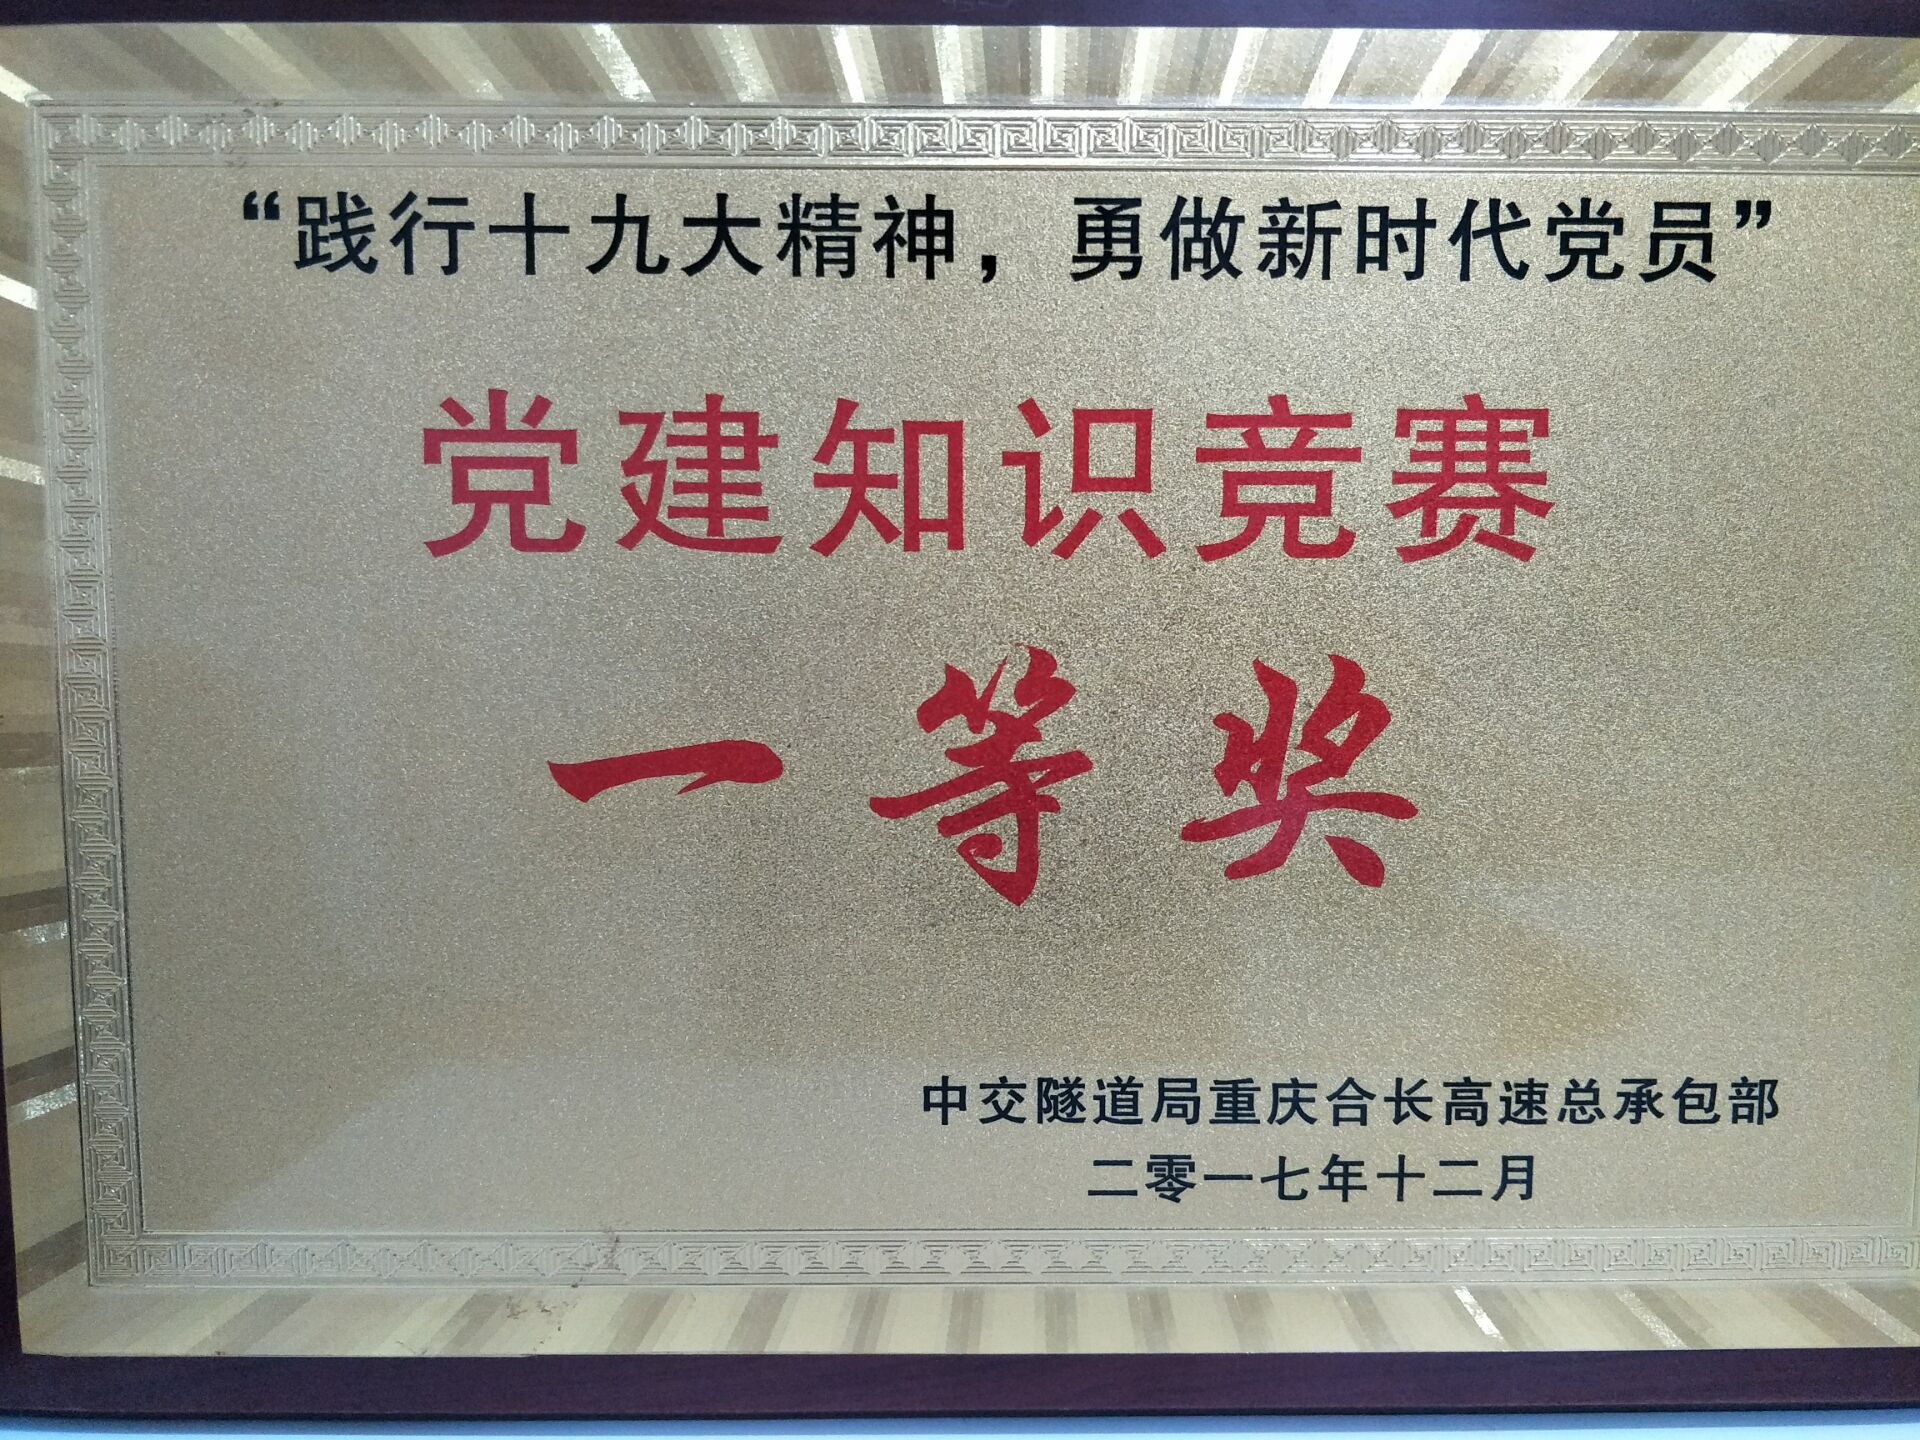 “践行十九大精神，勇做新时代党员”
党建知识竞赛
一等奖
中交隧道局重庆合长高速总承包部
二零一七年十二月